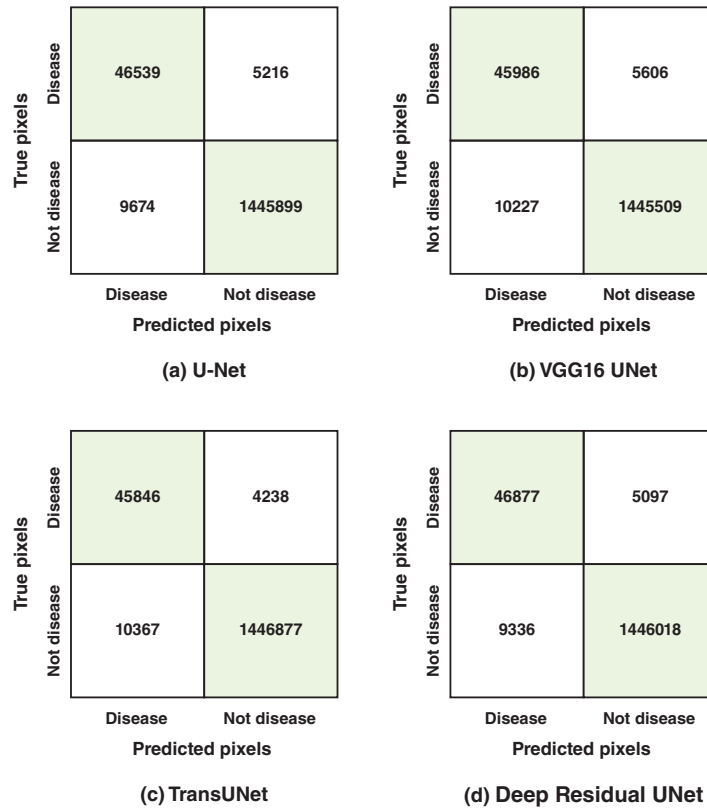 Disease
46539
5216
True pixels
Not disease
9674
1445899
Disease
Not disease
Predicted pixels
(a) U-Net
Disease
45986
5606
True pixels
Not disease
10227
1445509
Disease
Not disease
Predicted pixels
(b) VGG16 UNet
Disease
45846
4238
True pixels
Not disease
10367
1446877
Disease
Not disease
Predicted pixels
(c) TransUNet
Disease
46877
5097
True pixels
Not disease
9336
1446018
Disease
Not disease
Predicted pixels
(d) Deep Residual UNet